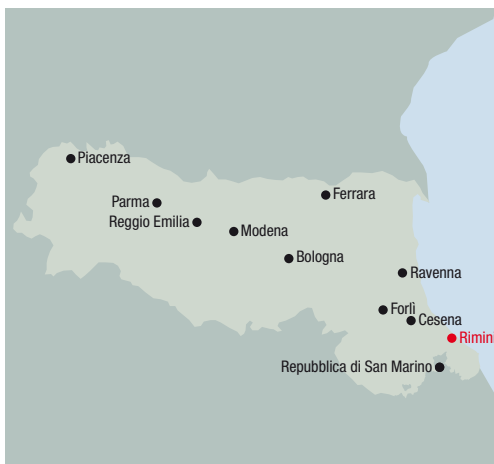 Piacenza
Parma
Ferrara
Reggio Emilia
Modena
Bologna
Ravenna
Forlì
Cesena
Rimini
Repubblica di San Marino